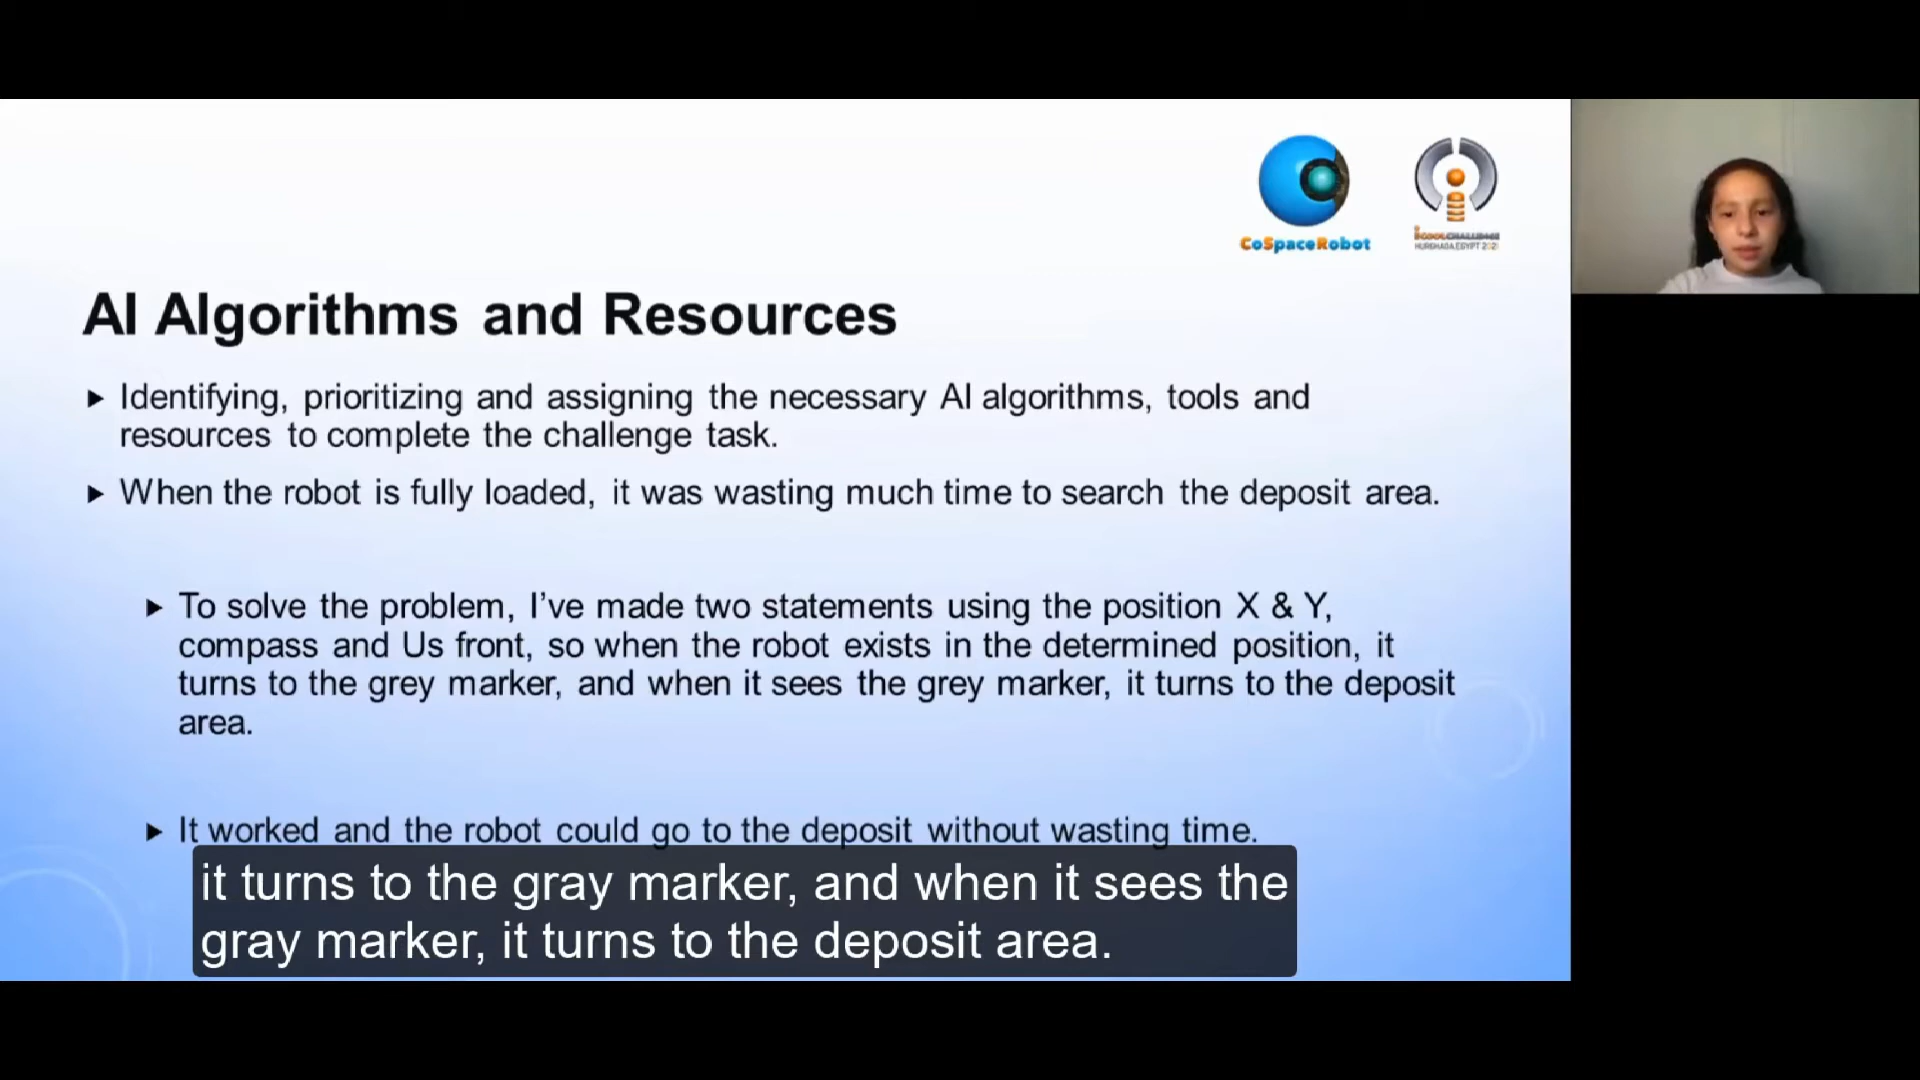 CoSpaceRobot
HURGHADA, EGYPT 2021
AI Algorithms and Resources
Identifying, prioritizing and assigning the necessary AI algorithms, tools and
resources to complete the challenge task.
When the robot is fully loaded, it was wasting much time to search the deposit area.
To solve the problem, I’ve made two statements using the position X & Y,
compass and Us front, so when the robot exists in the determined position, it
turns to the grey marker, and when it sees the grey marker, it turns to the deposit
area.
It worked and the robot could go to the deposit without wasting time.
it turns to the gray marker, and when it sees the
gray marker, it turns to the deposit area.